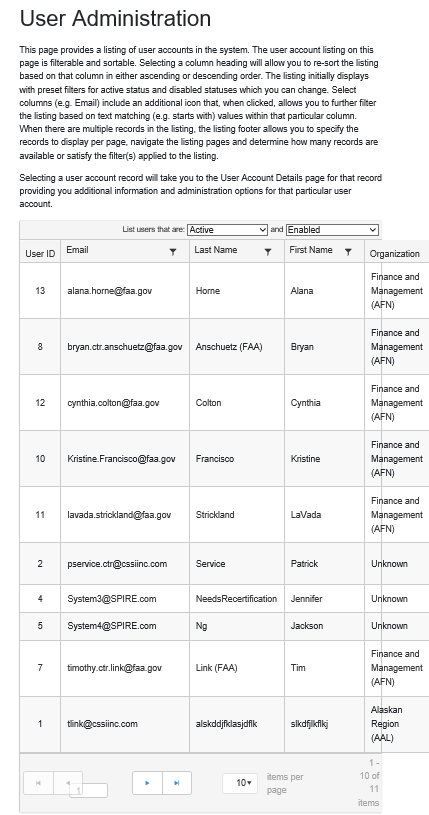 User Administration
This page provides a listing of user accounts in the system. The user account listing on this
page is filterable and sortable. Selecting a column heading will allow you to re-sort the listing
based on that column in either ascending or descending order. The listing initially displays
with preset filters for active status and disabled statuses which you can change. Select
columns (e.g. Email) include an additional icon that, when clicked, allows you to further filter
the listing based on text matching (e.g. starts with) values within that particular column.
When there are multiple records in the listing, the listing footer allows you to specify the
records to display per page, navigate the listing pages and determine how many records are
available or satisfy the filter(s) applied to the listing.
Selecting a user account record will take you to the User Account Details page for that record
providing you additional information and administration options for that particular user
account.
List users that are: Active and Enabled
User ID Email Last Name First Name Organization
13 alana.horne@faa.gov Horne Alana Finance and
Management
(AFN)
8 bryan.ctr.anschuetz@faa.gov Anschuetz (FAA) Bryan Finance and
Management
(AFN)
12 cynthia.colton@faa.gov Colton Cynthia Finance and
Management
(AFN)
10 Kristine.Francisco@faa.gov Francisco Kristine Finance and
Management
(AFN)
11 lavada.strickland@faa.gov Strickland LaVada Finance and
Management
(AFN)
2 pservice.ctr@cssiinc.com Service Patrick Unknown
4 System3@SPIRE.com NeedsRecertification Jennifer Unknown
5 System4@SPIRE.com Ng Jackson Unknown
7 timothy.ctr.link@faa.gov Link (FAA) Tim Finance and
Management
(AFN)
1 tlink@cssiinc.com alskddjfklasjdflk slkdfjlkflkj Alaskan
Region
(AAL)
1 10 items per
page
1 -
10 of
11
items